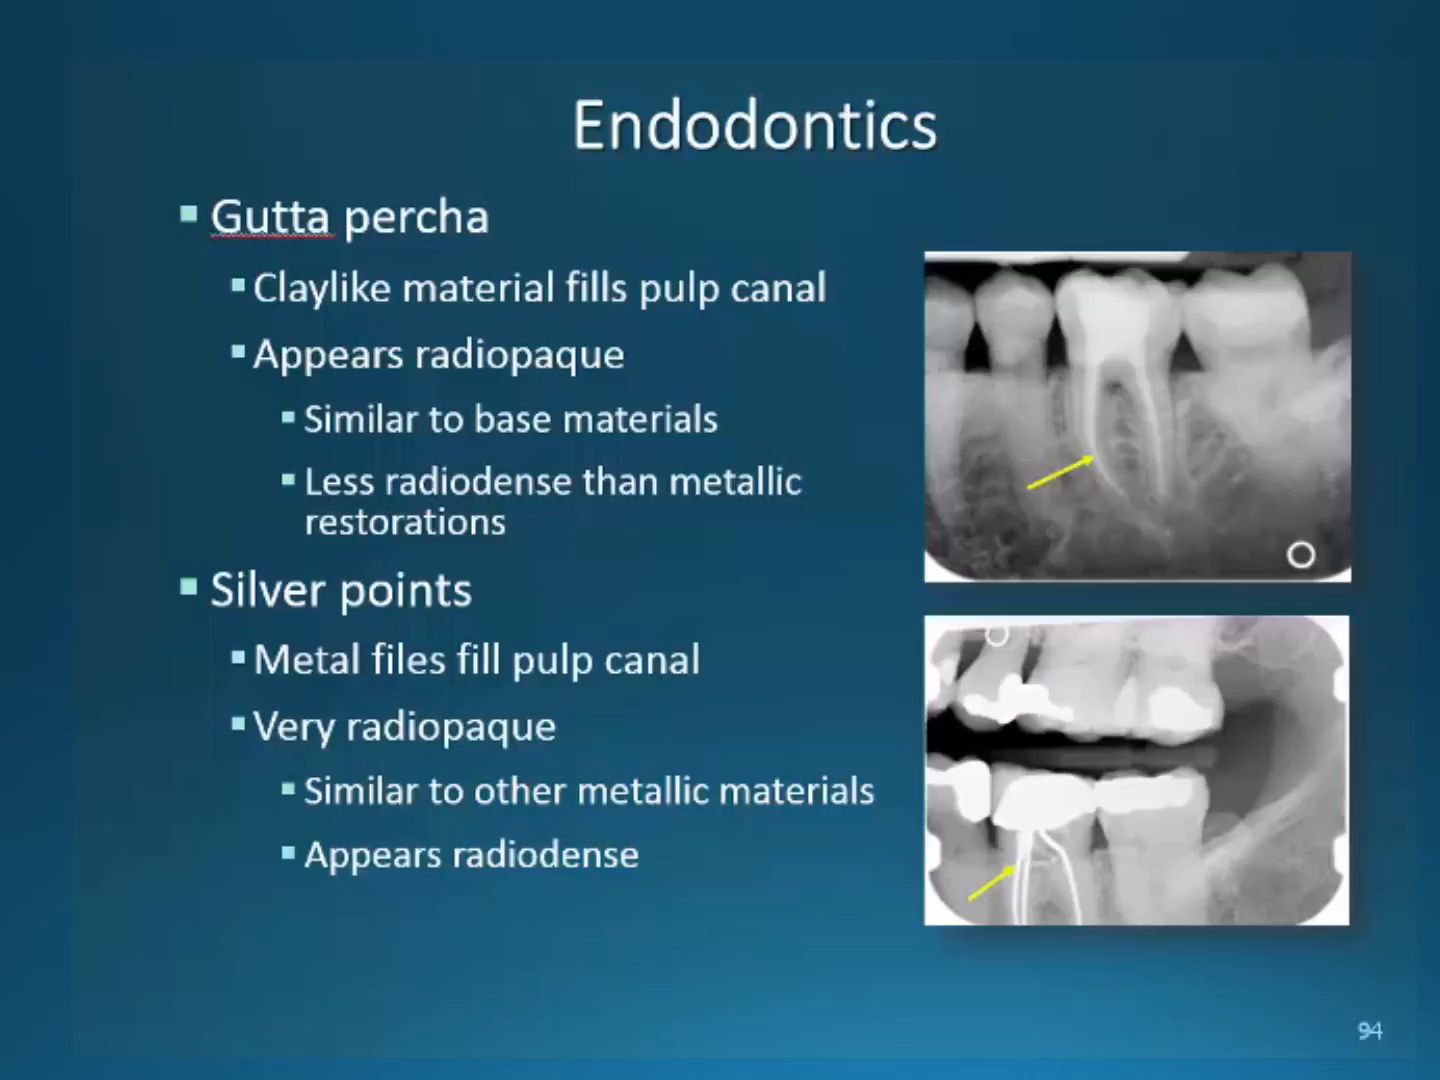 Endodontics
Gutta percha
Claylike material fills pulp canal
Appears radiopaque
Similar to base materials
Less radiodense than metallic
restorations
Silver points
Metal files fill pulp canal
Very radiopaque
Similar to other metallic materials
Appears radiodense
94